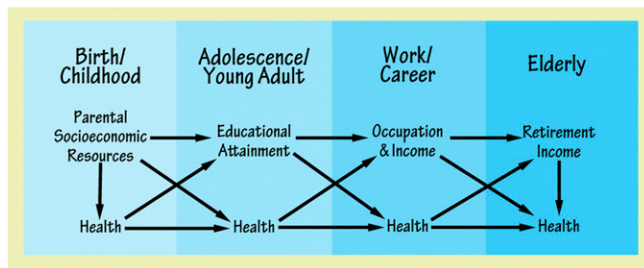 Birth/
Childhood
Adolescence/
Young Adult
Work/
Career
Elderly
Parental
Socioeconomic
Resources
Educational
Attainment
Occupation
& Income
Retirement
Income
Health
Health
Health
Health